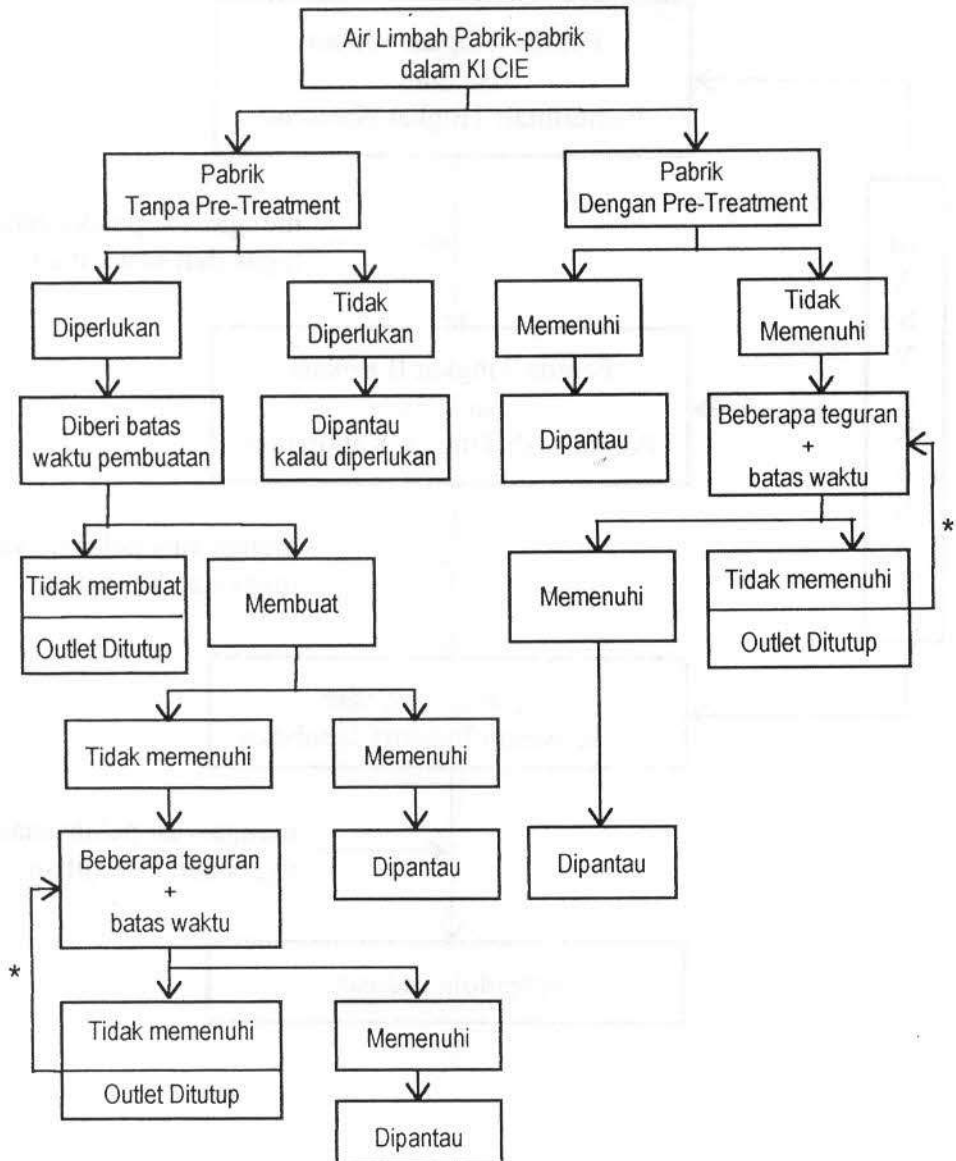 Air Limbah Pabrik-pabrik
dalam KI CIE
Pabrik
Tanpa Pre-Treatment
Pabrik
Dengan Pre-Treatment
Diperlukan
Tidak
Diperlukan
Memenuhi
Tidak
Memenuhi
Diberi batas
waktu pembuatan
Dipantau
kalau diperlukan
Dipantau
Beberapa teguran
+
batas waktu
*
Tidak membuat
Outlet Ditutup
Membuat
Memenuhi
Tidak memenuhi
Outlet Ditutup
Tidak memenuhi
Memenuhi
Beberapa teguran
+
batas waktu
Dipantau
Dipantau
*
Tidak memenuhi
Outlet Ditutup
Memenuhi
Dipantau